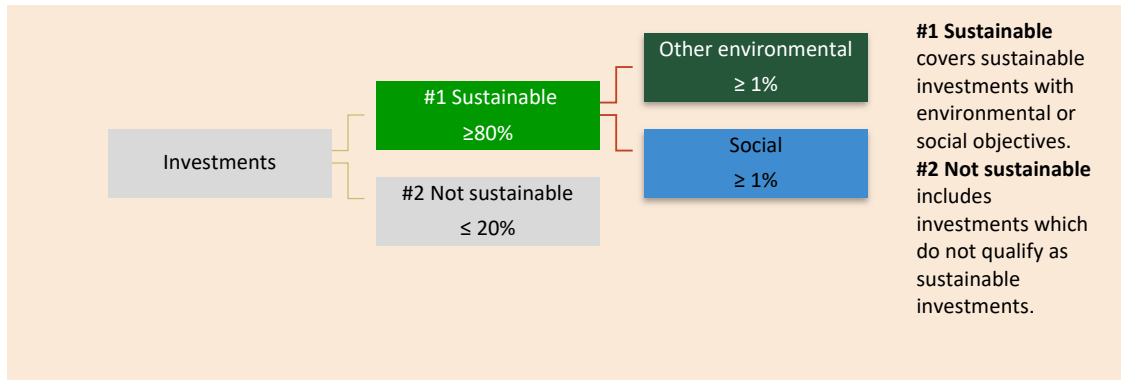 Investments
#1 Sustainable
≥80%
#2 Not sustainable
≤ 20%
Other environmental
≥ 1%
Social
≥ 1%
#1 Sustainable
covers sustainable
investments with
environmental or
social objectives.
#2 Not sustainable
includes
investments which
do not qualify as
sustainable
investments.